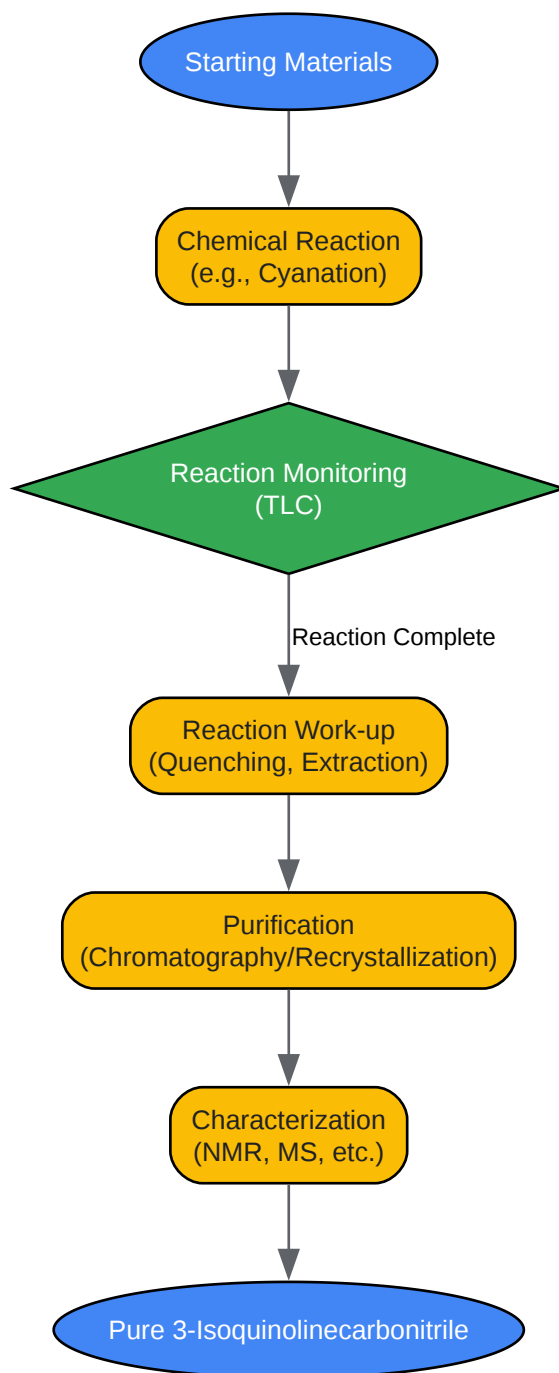 Starting Materials
Chemical Reaction
(e.g., Cyanation)
Reaction Monitoring
(TLC)
Reaction Complete
Reaction Work-up
(Quenching, Extraction)
Purification
(Chromatography/Recrystallization)
Characterization
(NMR, MS, etc.)
Pure 3-Isoquinolinecarbonitrile